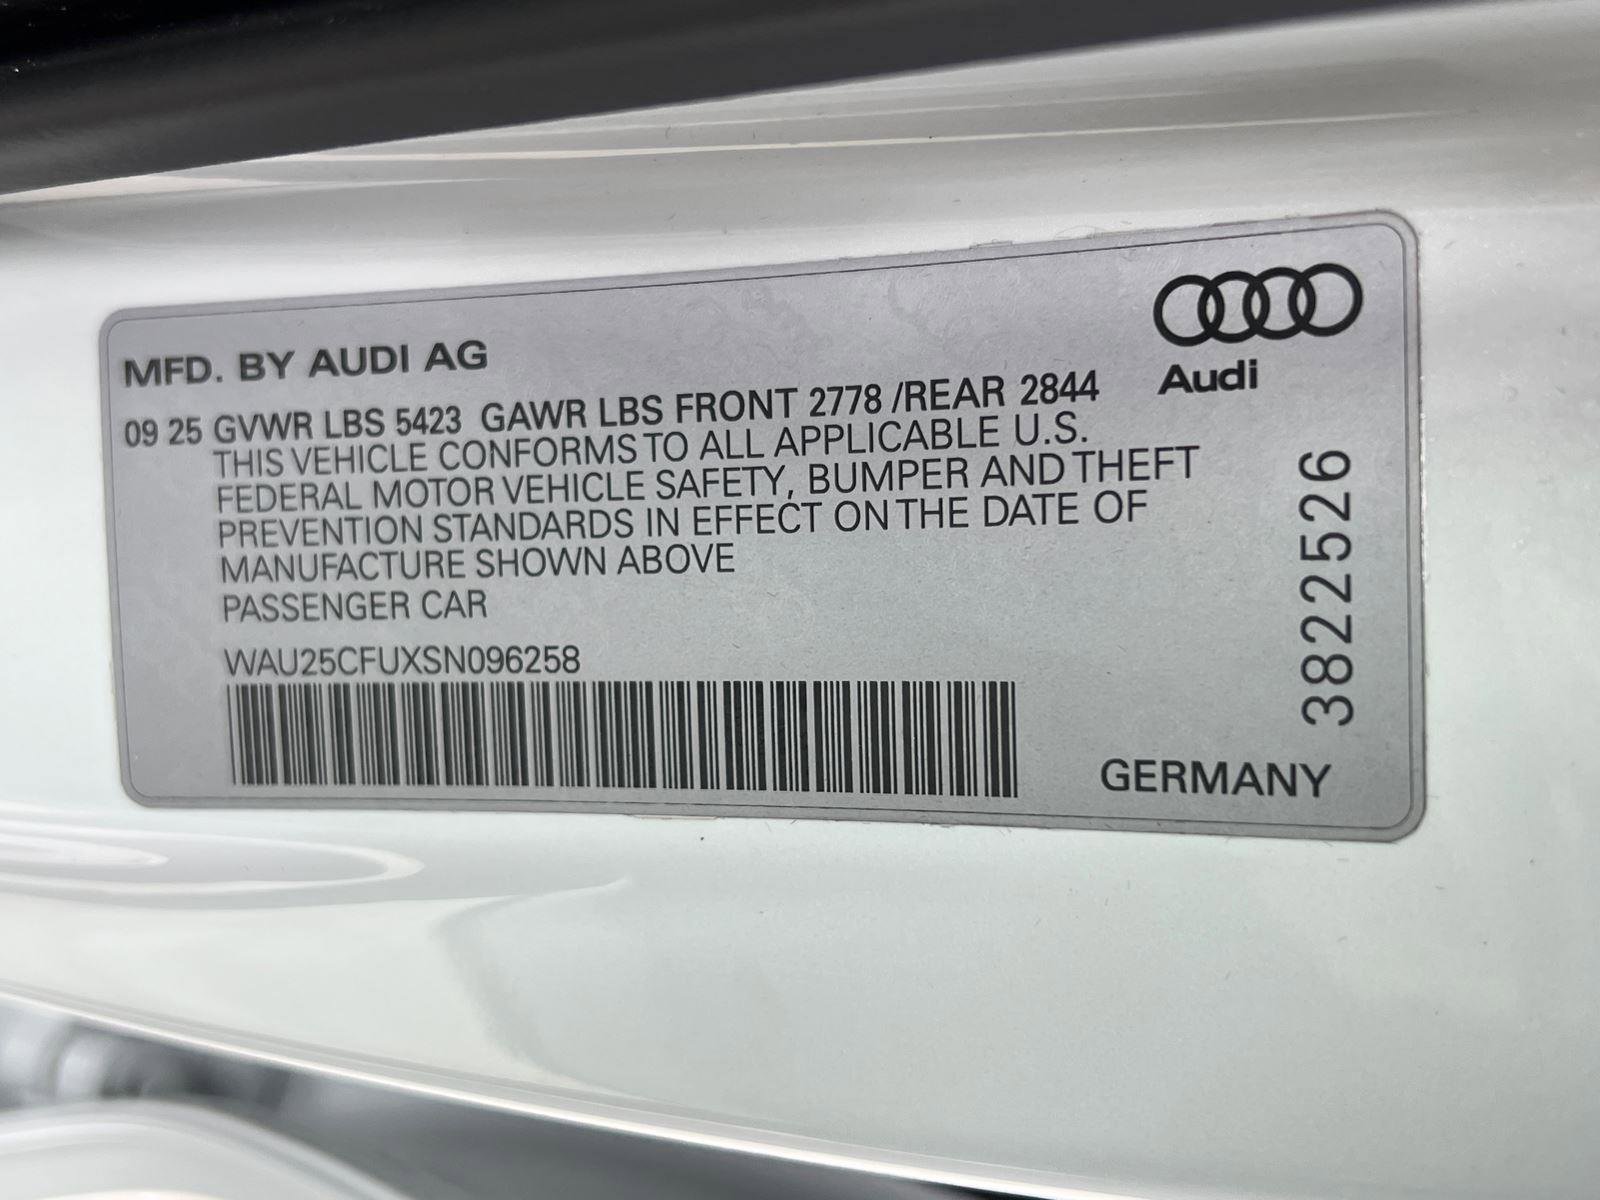 MFD. BY AUDI AG
Audi
09 25 GVWR LBS 5423 GAWR LBS FRONT 2778 /REAR 2844
THIS VEHICLE CONFORMS TO ALL APPLICABLE U.S.
FEDERAL MOTOR VEHICLE SAFETY, BUMPER AND THEFT
PREVENTION STANDARDS IN EFFECT ON THE DATE OF
MANUFACTURE SHOWN ABOVE
PASSENGER CAR
WAU25CFUXSN096258
3822526
GERMANY